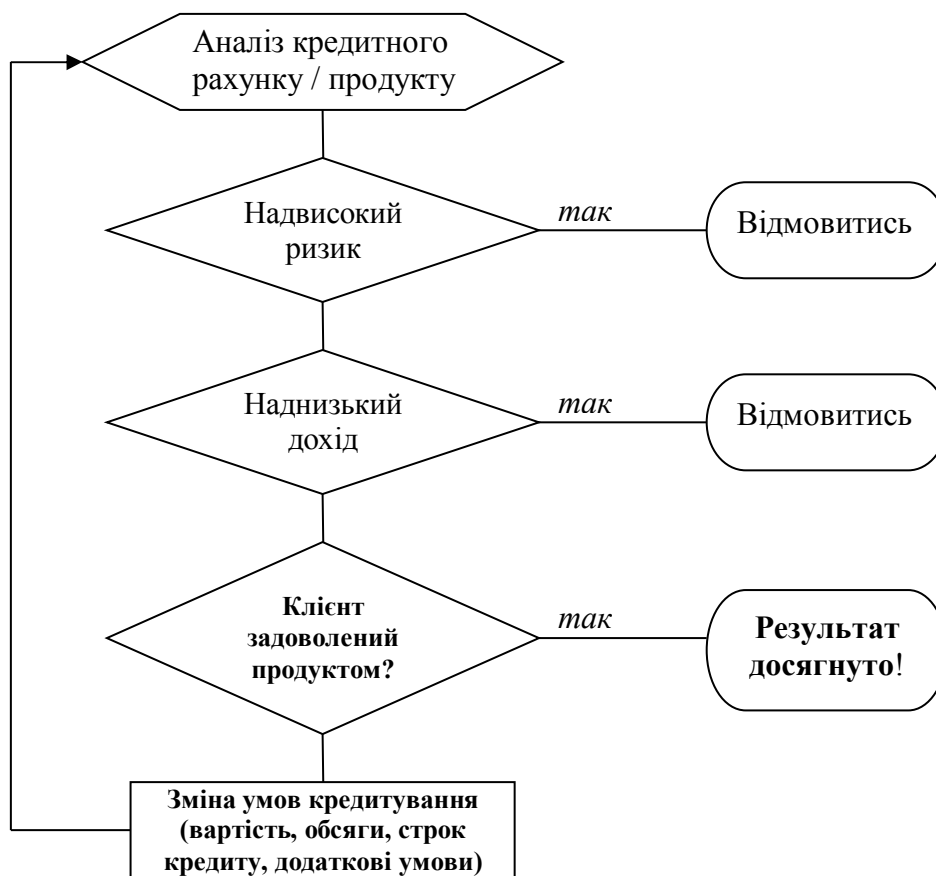 Аналіз кредитного
рахунку / продукту
Надвисокий
ризик
так
Відмовитись
Наднизький
дохід
так
Відмовитись
Клієнт
задоволений
продуктом?
так
Результат
досягнуто!
Зміна умов кредитування
(вартість, обсяги, строк
кредиту, додаткові умови)